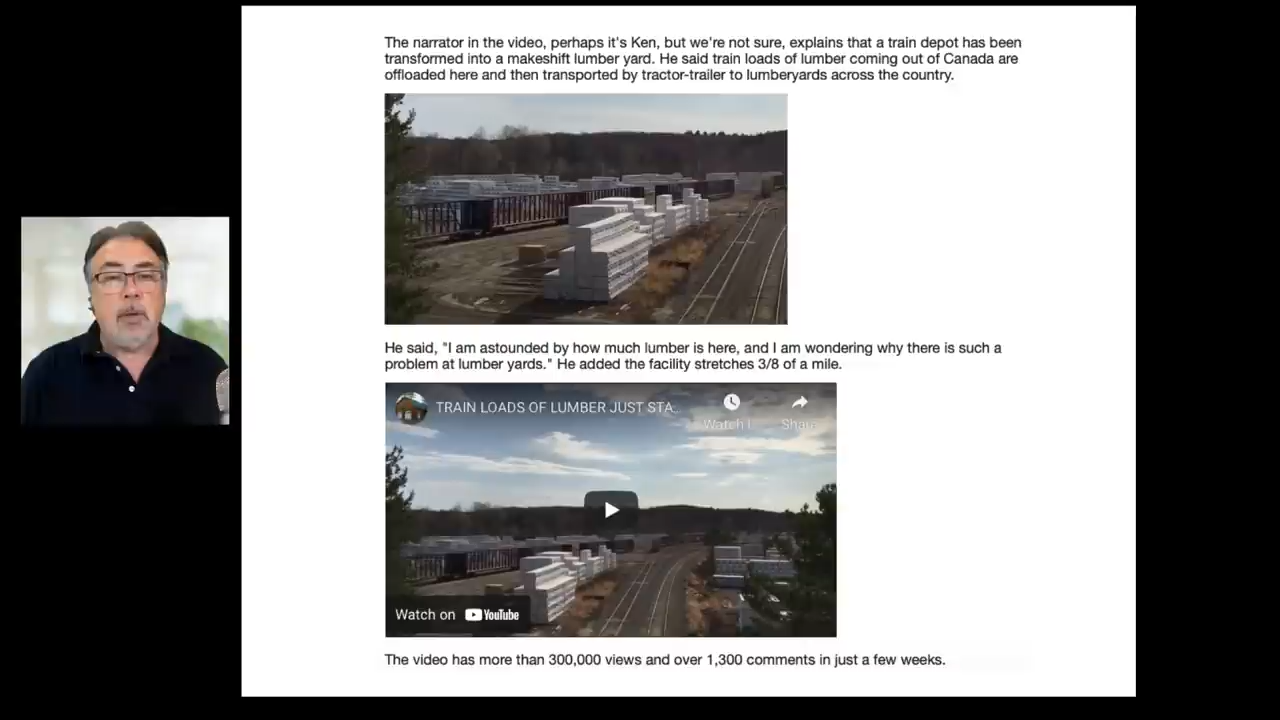 The narrator in the video, perhaps it's Ken, but we're not sure, explains that a train depot has been
transformed into a makeshift lumber yard. He said train loads of lumber coming out of Canada are
offloaded here and then transported by tractor-trailer to lumberyards across the country.
He said, "I am astounded by how much lumber is here, and I am wondering why there is such a
problem at lumber yards." He added the facility stretches 3/8 of a mile.
TRAIN LOADS OF LUMBER JUST STA...
Watch l
Share
Watch on YouTube
The video has more than 300,000 views and over 1,300 comments in just a few weeks.